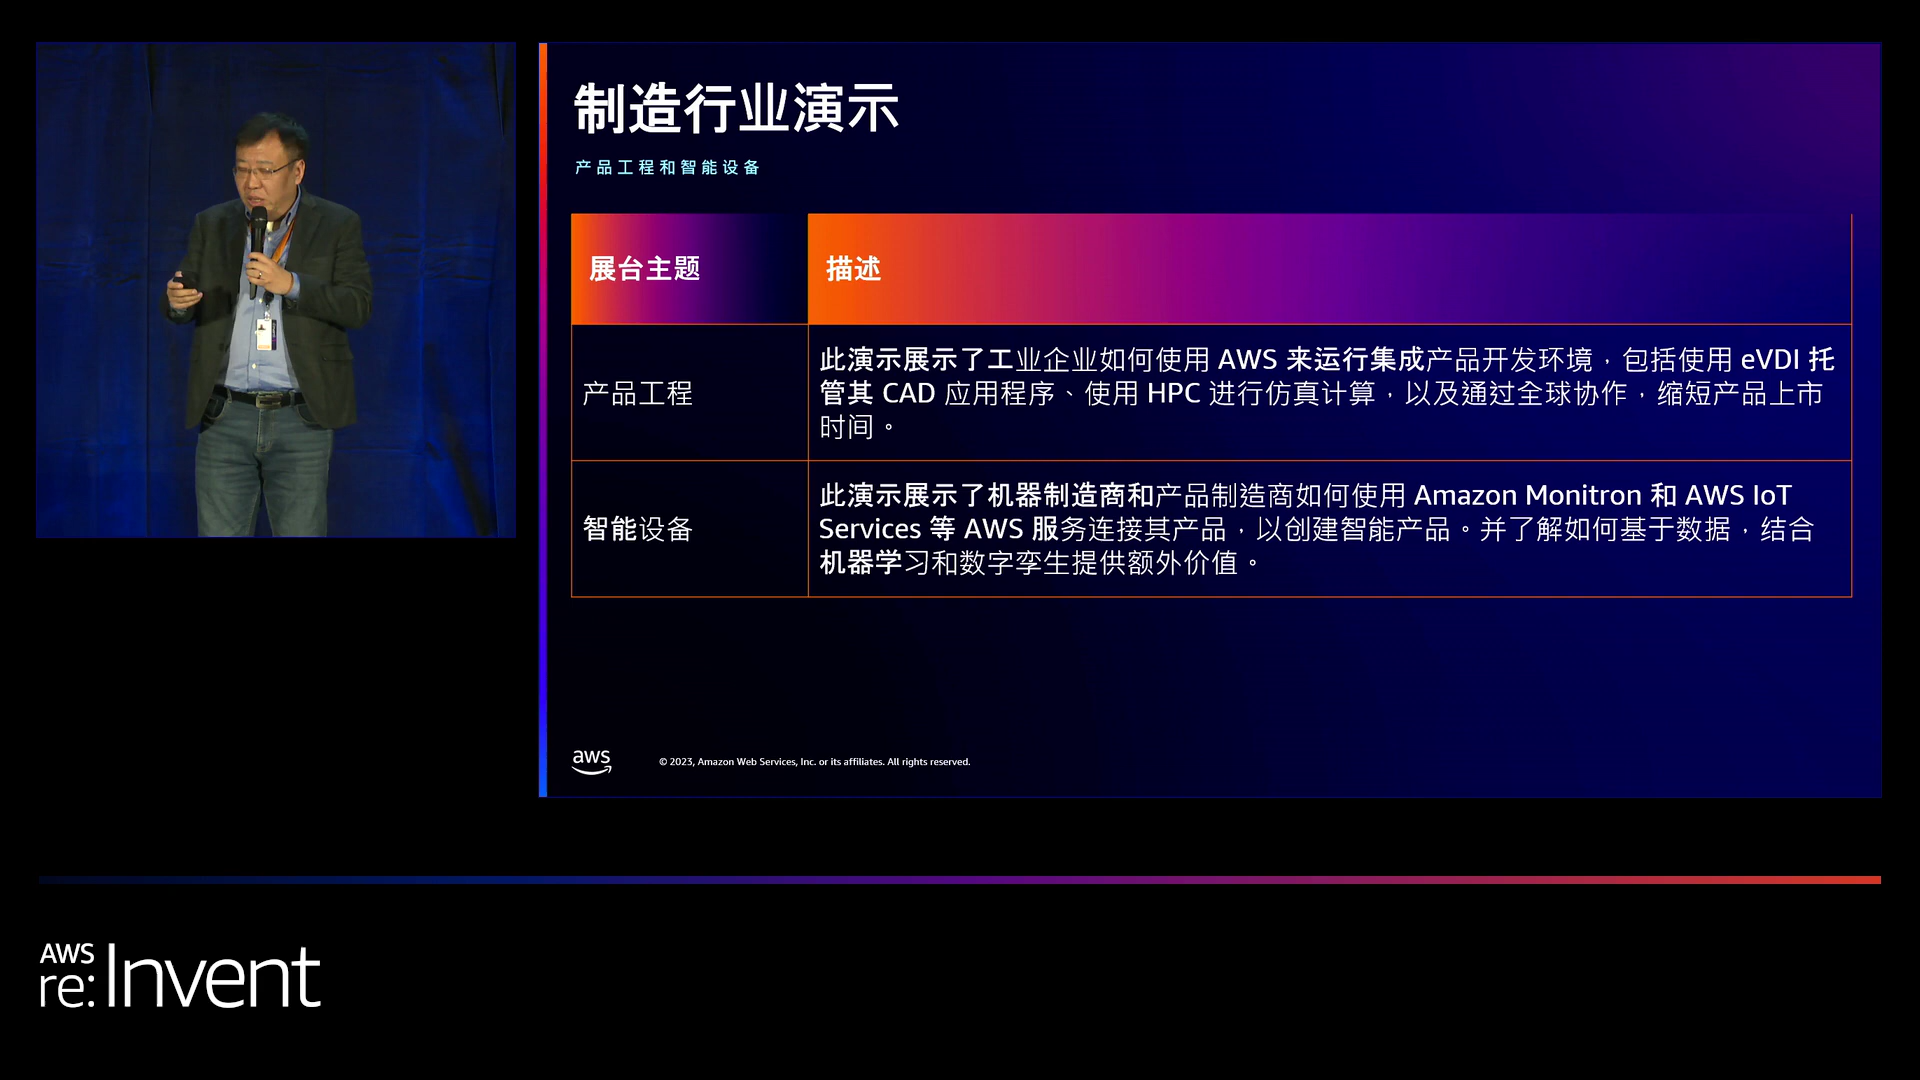 制造行业演示
产品工程和智能设备
展台主题
描述
产品工程
此演示展示了工业企业如何使用 AWS 来运行集成产品开发环境，包括使用 eVDI 托
管其 CAD 应用程序、使用 HPC 进行仿真计算，以及通过全球协作，缩短产品上市
时间。
智能设备
此演示展示了机器制造商和产品制造商如何使用 Amazon Monitron 和 AWS IoT
Services 等 AWS 服务连接其产品，以创建智能产品。并了解如何基于数据，结合
机器学习和数字孪生提供额外价值。
aws
© 2023, Amazon Web Services, Inc. or its affiliates. All rights reserved.
AWS
re:Invent